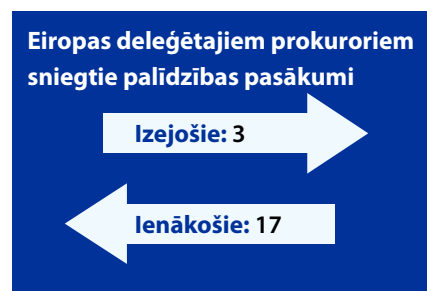 Eiropas deleģētajiem prokuroriem
sniegtie palīdzības pasākumi
Izejošie: 3
Ienākošie: 17